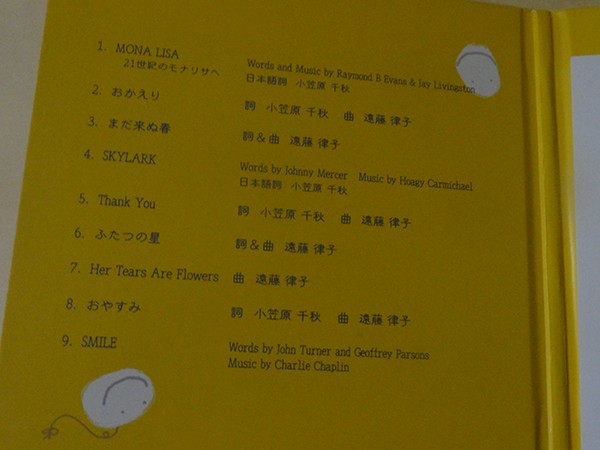 1. MONA LISA Words and Music by Raymond B Evans & Jay Livingston
21世紀のモナリサへ 日本語詞 小笠原 千秋
2. おかえり 詞 小笠原 千秋 曲 遠藤 律子
3. まだ来ぬ春 詞&曲 遠藤 律子
4. SKYLARK Words by Johnny Mercer Music by Hoagy Carmichael
日本語詞 小笠原 千秋
5. Thank You 詞 小笠原 千秋 曲 遠藤 律子
6. ふたつの星 詞&曲 遠藤 律子
7. Her Tears Are Flowers 曲 遠藤 律子
8. おやすみ 詞 小笠原 千秋 曲 遠藤 律子
9. SMILE Words by John Turner and Geoffrey Parsons
Music by Charlie Chaplin